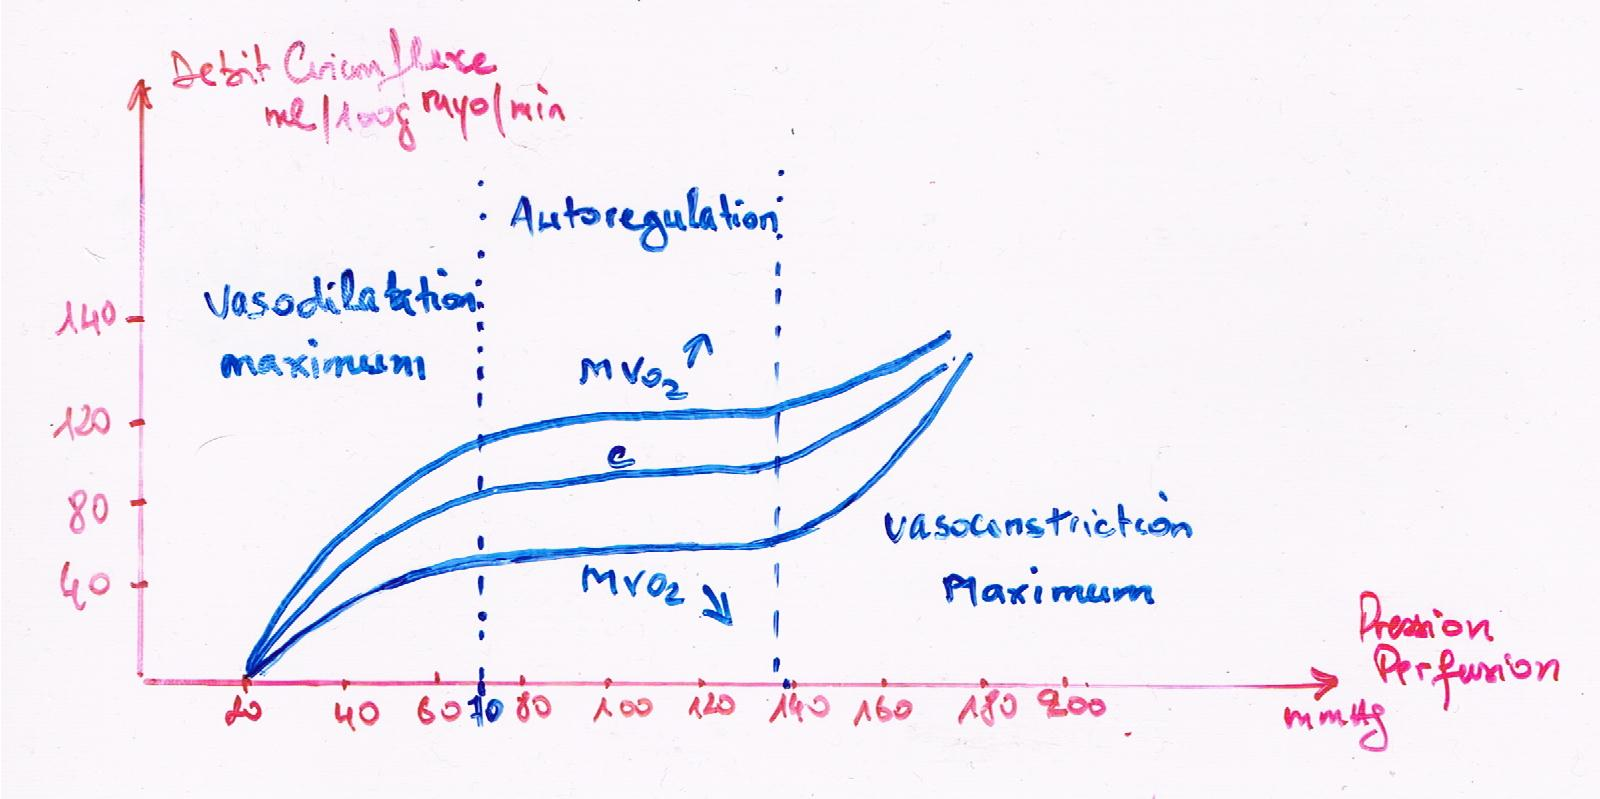 Debit Circonflexe
ml/100g myo/min
Autoregulation
Vasodilatation
maximum
140
MVO2 ↑
120
C
80
Vasoconstriction
MVO2 ↓
Maximum
40
Pression
Perfusion
20 40 60 70 80 100 120 140 160 180 200
mmHg